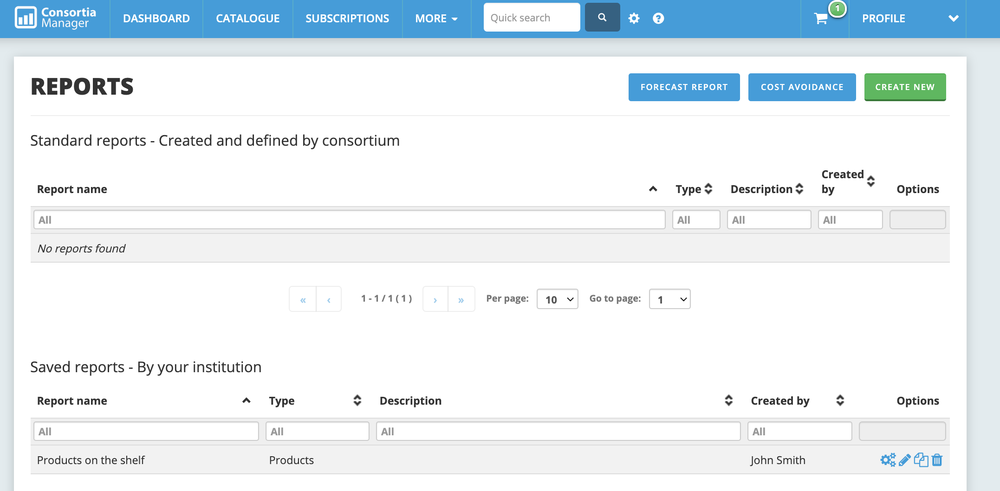 Consortia
Manager
DASHBOARD
CATALOGUE
SUBSCRIPTIONS
MORE
Quick search
1
PROFILE
REPORTS
FORECAST REPORT
COST AVOIDANCE
CREATE NEW
Standard reports - Created and defined by consortium
Report name
Type
Description
Created
by
Options
All
All
All
All
No reports found
« ‹ 1 - 1 / 1 ( 1 ) › » Per page: 10 Go to page: 1
Saved reports - By your institution
Report name
Type
Description
Created by
Options
All
All
All
All
Products on the shelf
Products
John Smith